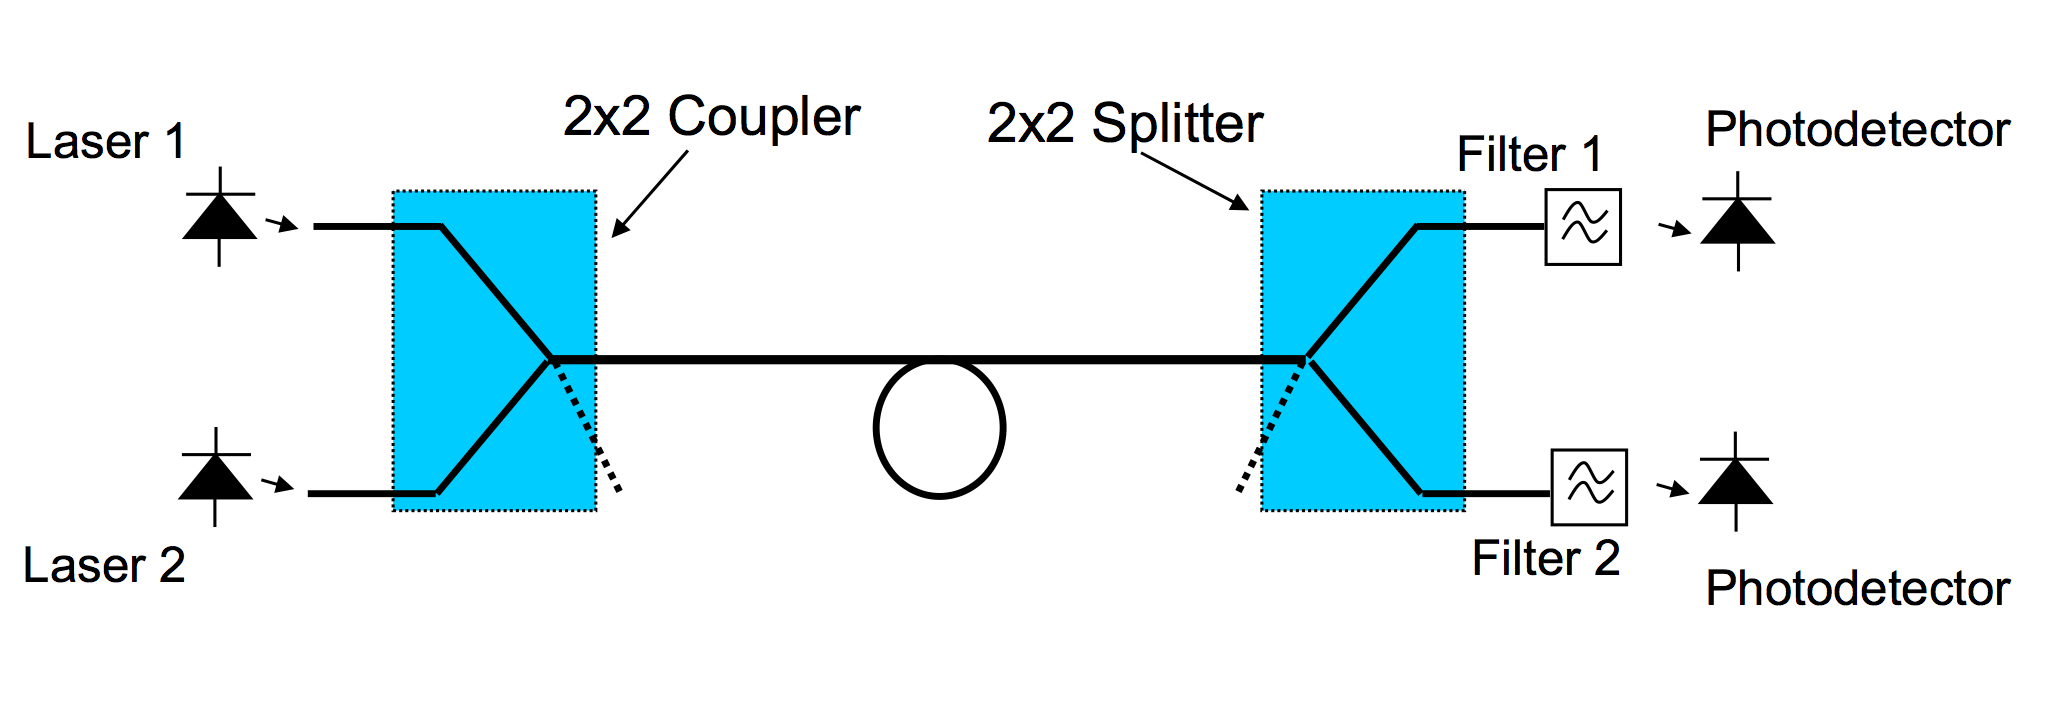 Laser 1
2x2 Coupler
2x2 Splitter
Filter 1
Photodetector
Laser 2
Filter 2
Photodetector